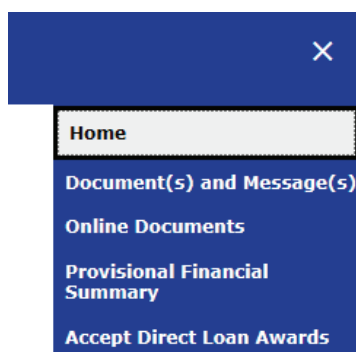 Home
Document(s) and Message(s)
Online Documents
Provisional Financial
Summary
Accept Direct Loan Awards